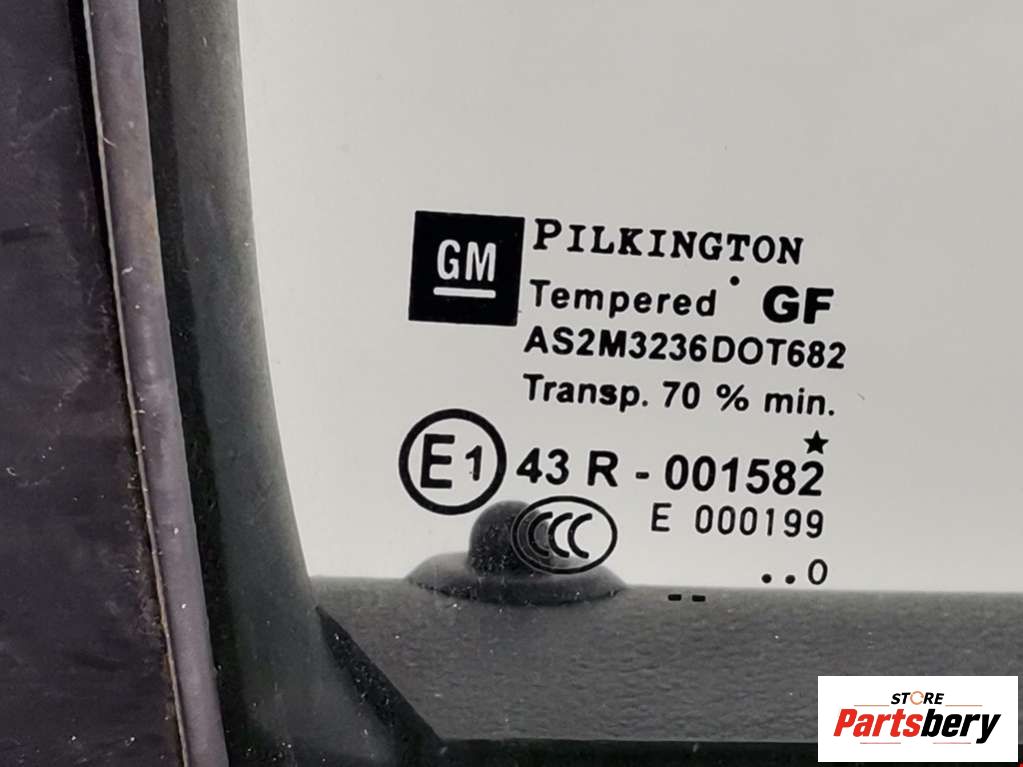 GM
PILKINGTON
Tempered GF
AS2M3236DOT682
Transp. 70 % min.
E1 43 R - 001582
CCC E 000199
..0
STORE
Partsbery